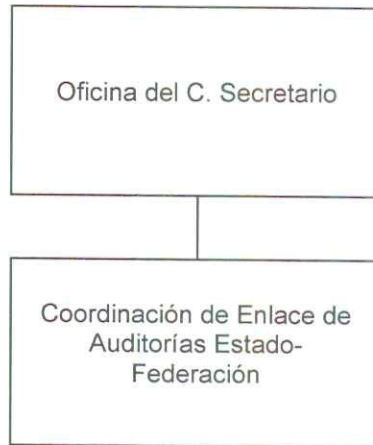 Oficina del C. Secretario
Coordinación de Enlace de
Auditorías Estado-
Federación